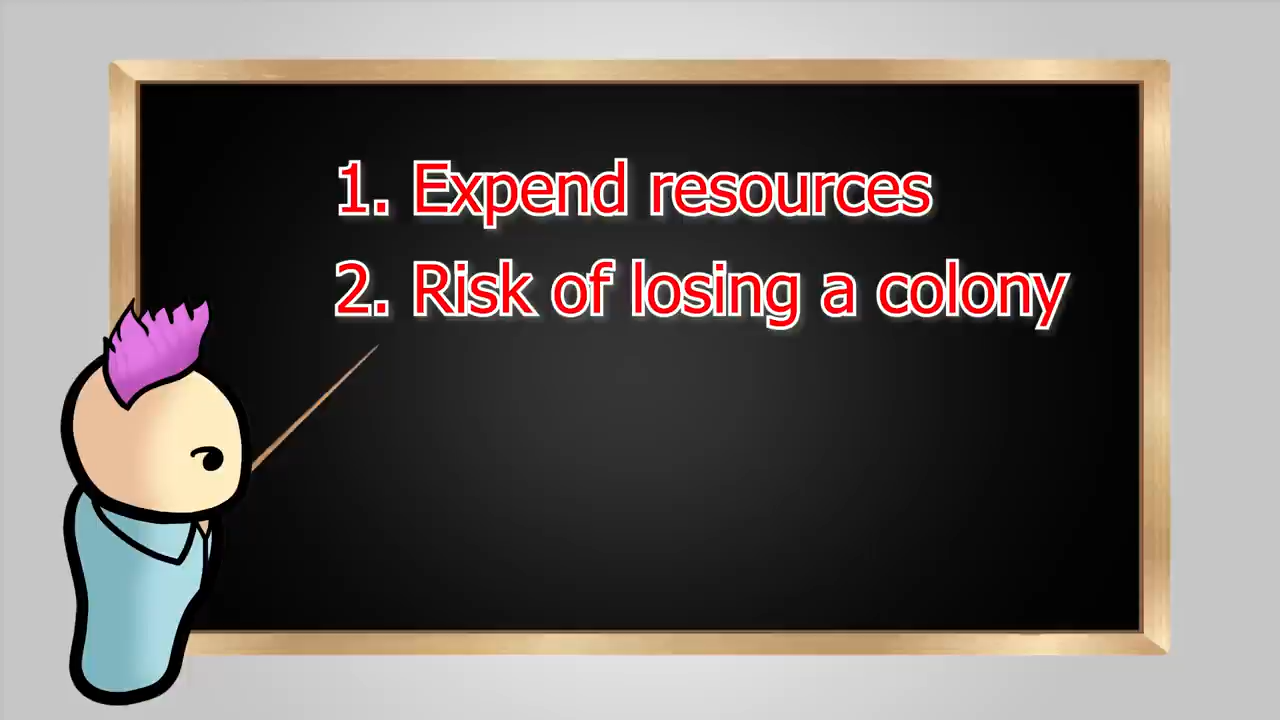 1. Expend resources
2. Risk of losing a colony